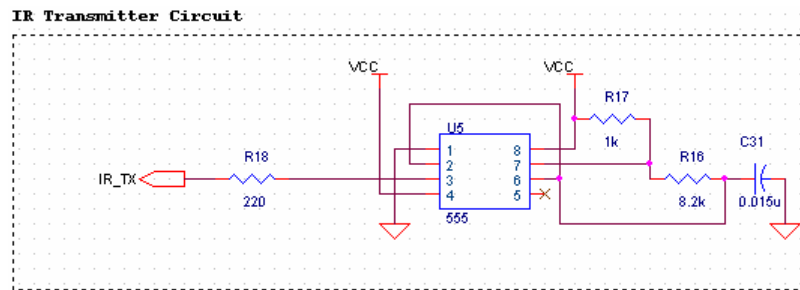 IR Transmitter Circuit
VCC
VCC
R17
1k
U5
C31
R18
R16
1
2
3
4
8
7
6
5
IR_TX
220
8.2k
0.015u
555